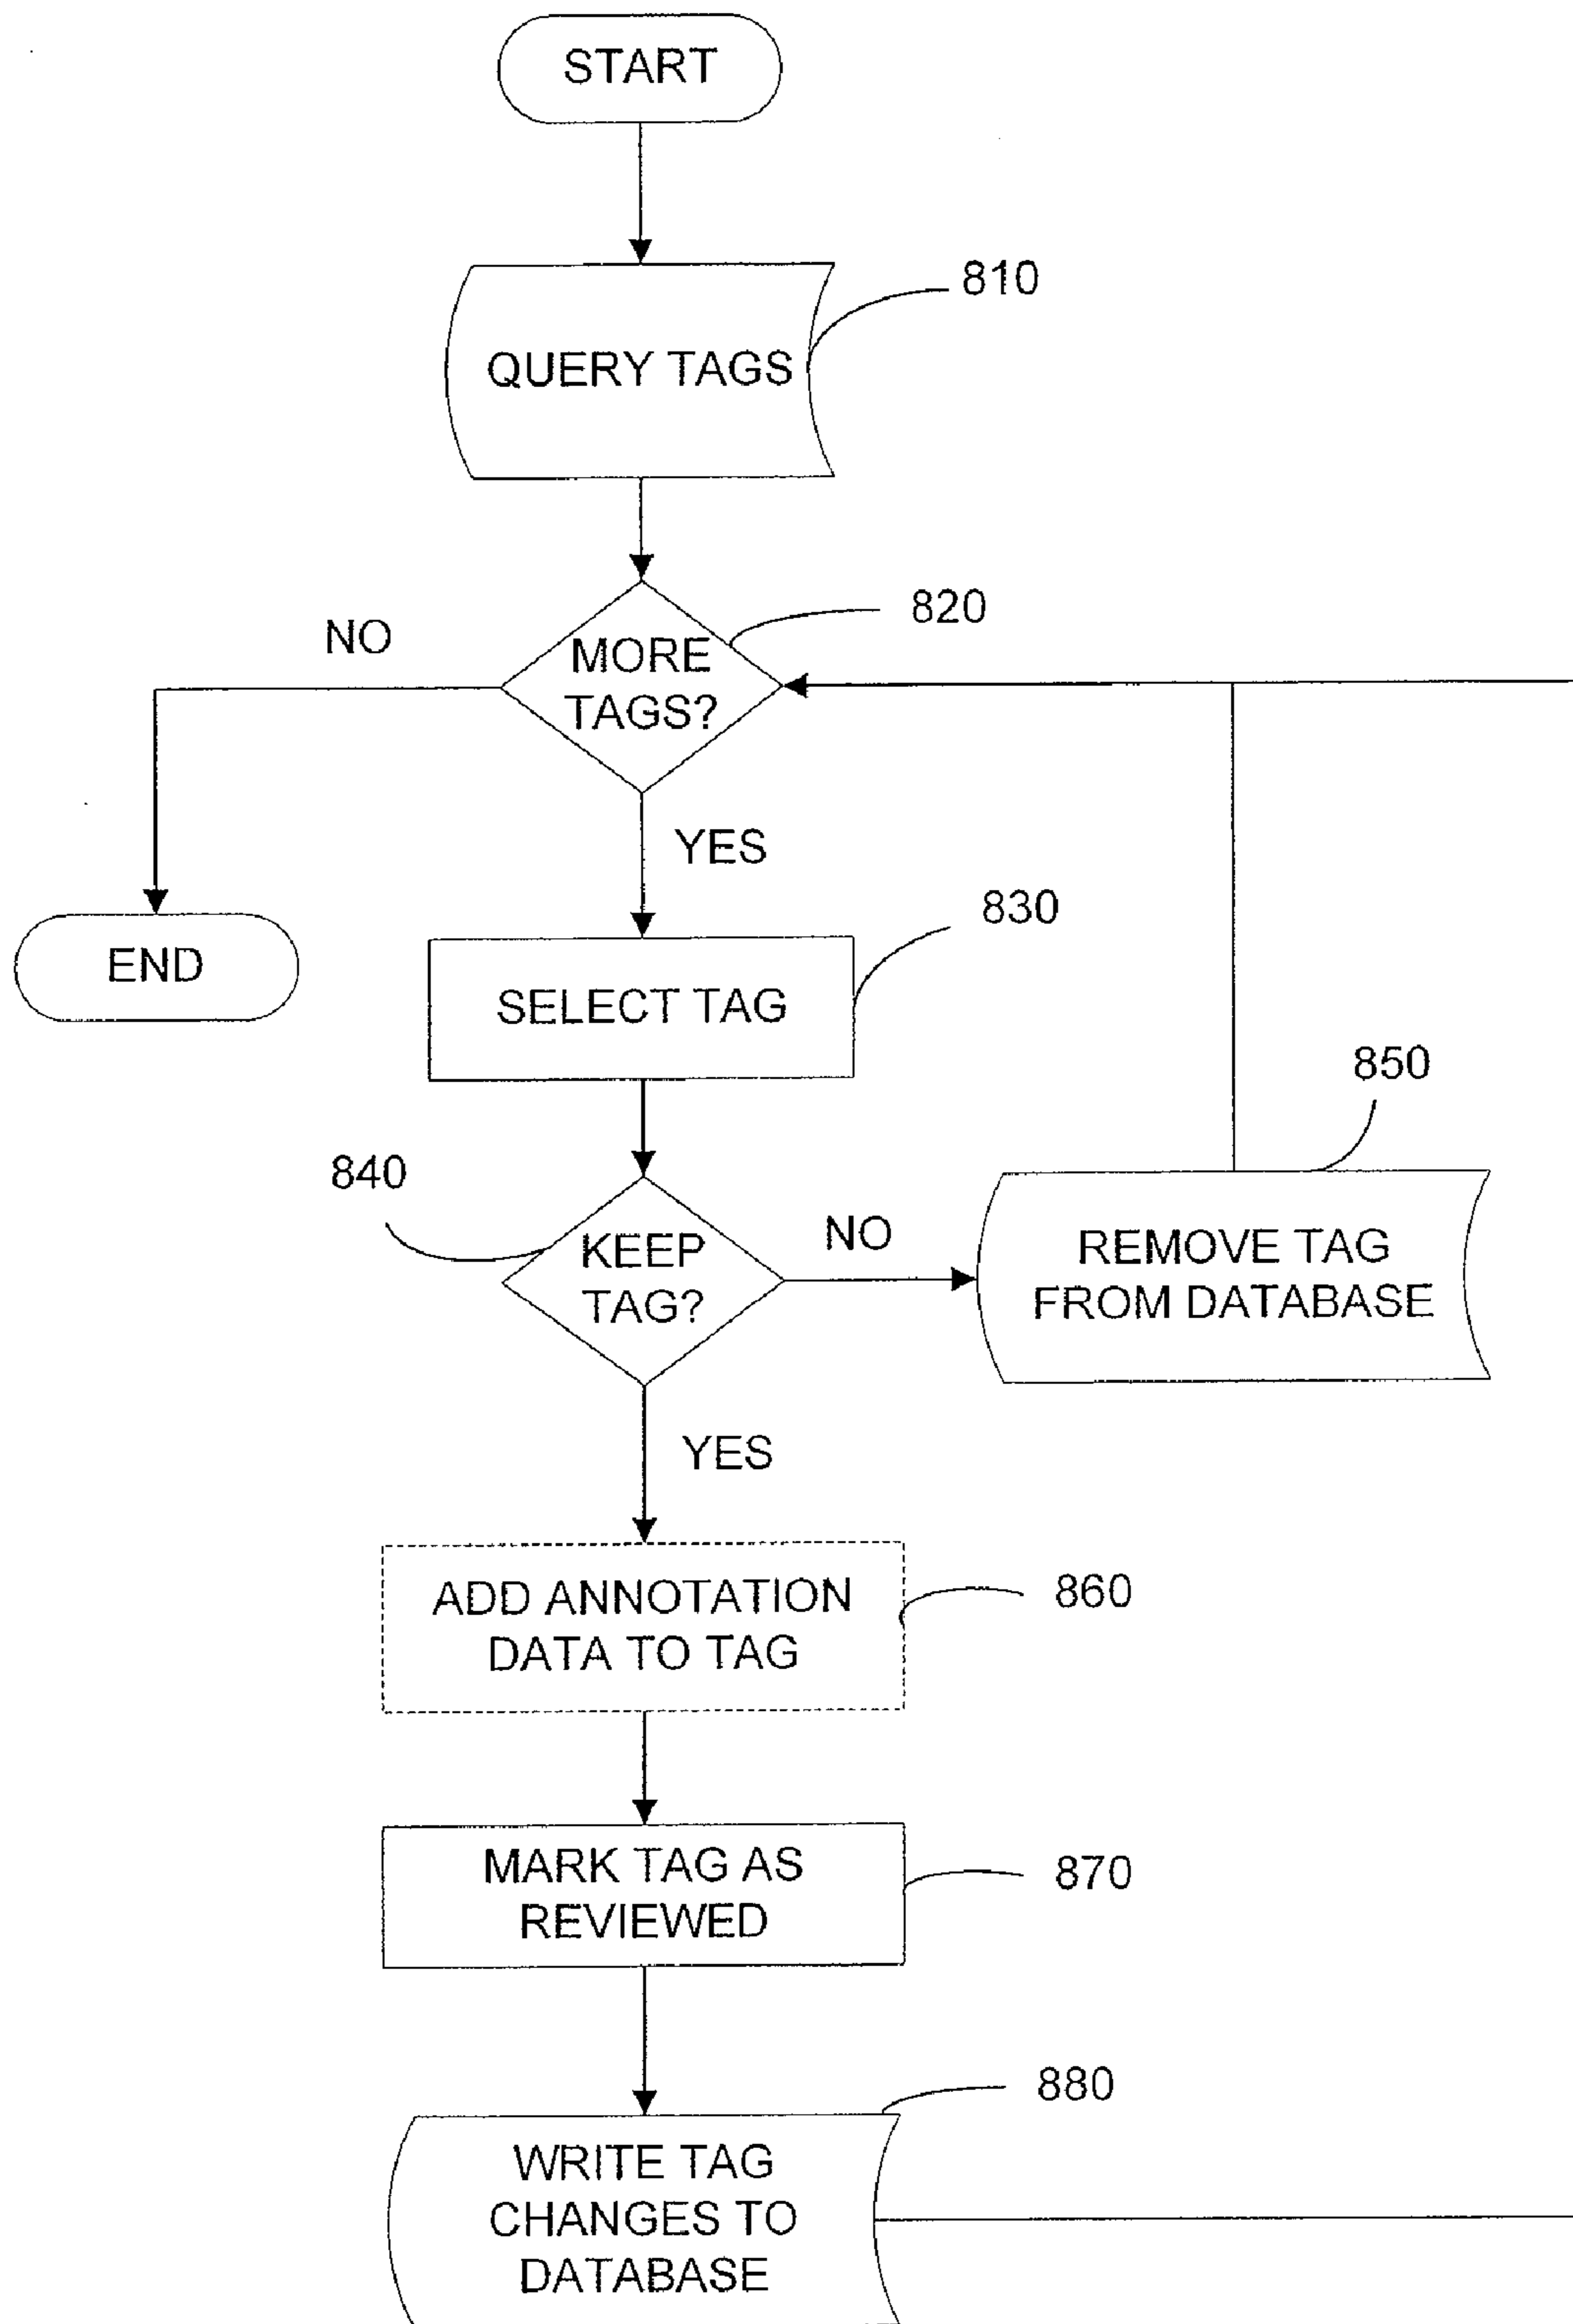 START
810
QUERY TAGS
820
NO
MORE
TAGS?
YES
830
END
SELECT TAG
850
840
NO
KEEP
TAG?
REMOVE TAG
FROM DATABASE
YES
ADD ANNOTATION
DATA TO TAG
860
MARK TAG AS
REVIEWED
870
880
WRITE TAG
CHANGES TO
DATABASE